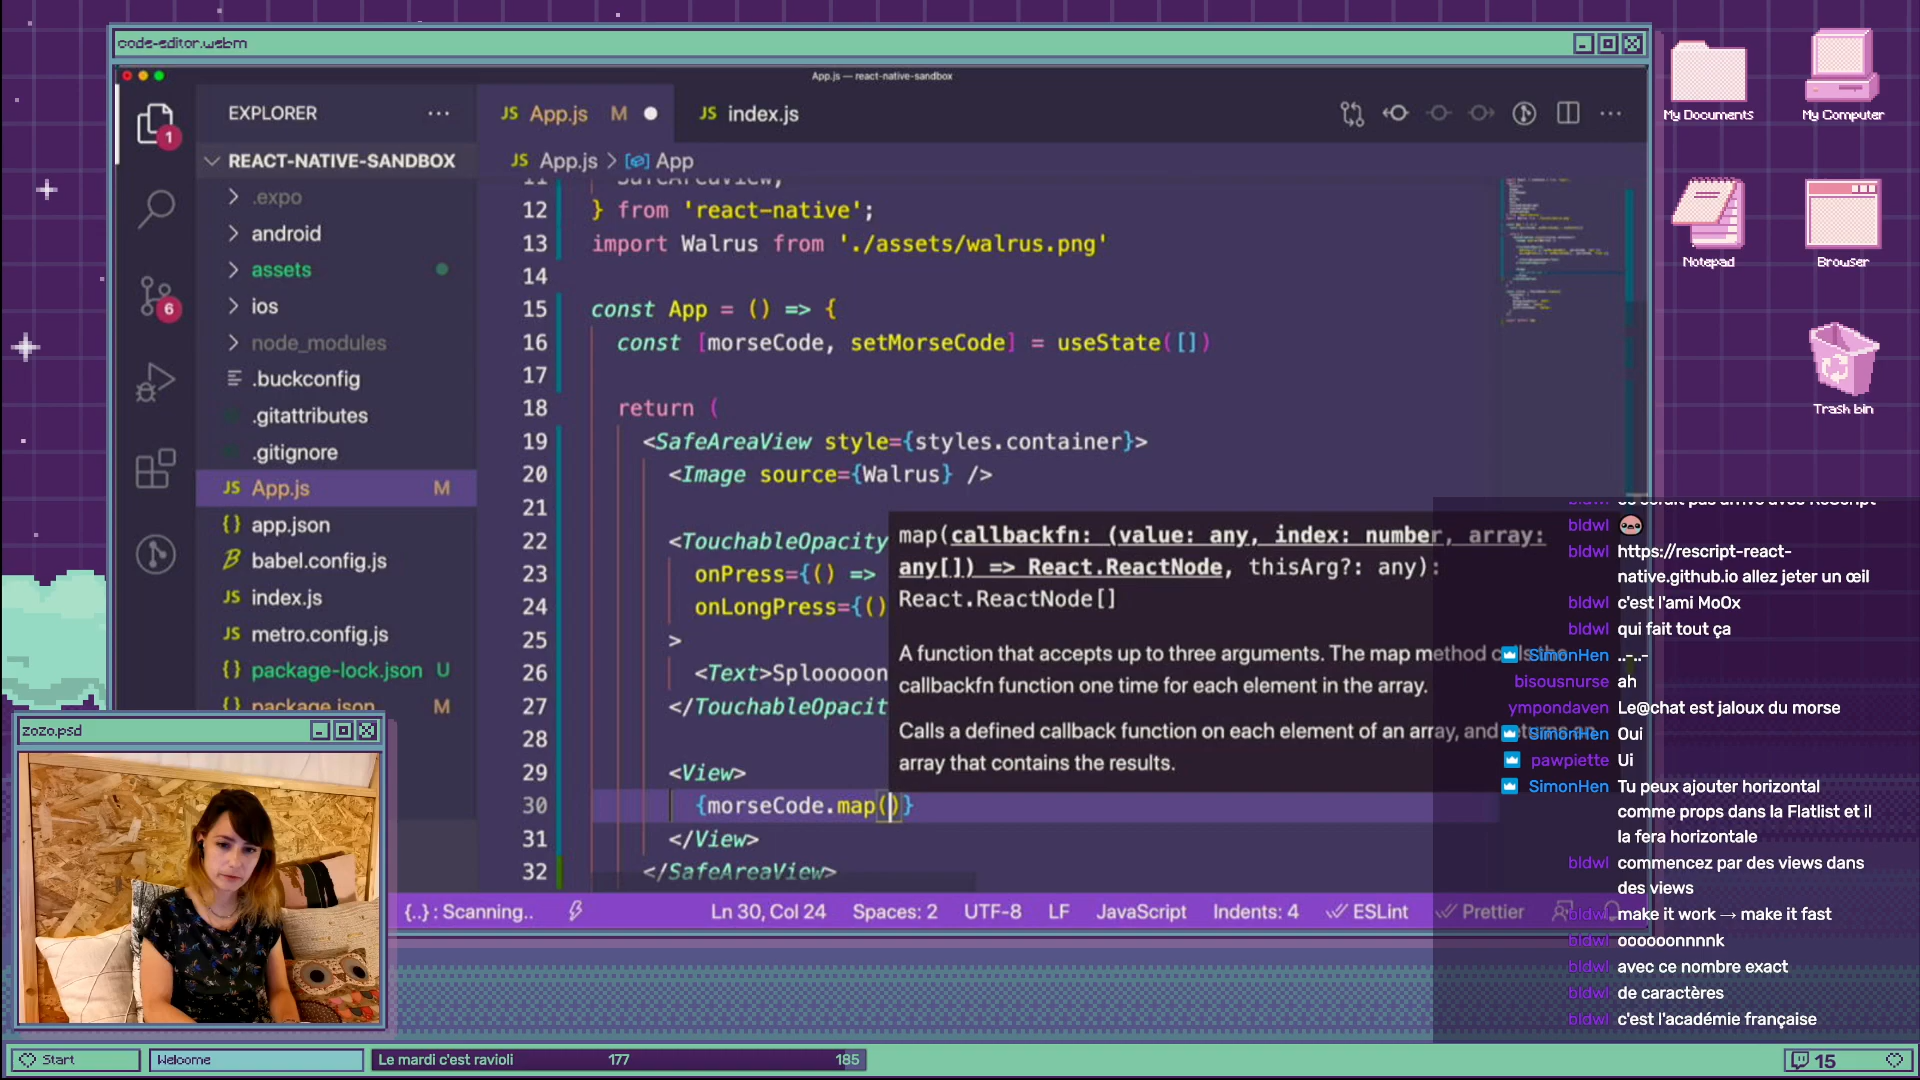 code-editor.webm
App.js — react-native-sandbox
EXPLORER
JS App.js M
JS index.js
REACT-NATIVE-SANDBOX
JS App.js > App
.expo
android
assets
ios
node_modules
.buckconfig
.gitattributes
.gitignore
JS App.js M
{} app.json
babel.config.js
JS index.js
JS metro.config.js
{} package-lock.json U
{} package.json M
1
6
11 SafeAreaView,
12 } from 'react-native';
13 import Walrus from './assets/walrus.png'
14
15 const App = () => {
16 const [morseCode, setMorseCode] = useState([])
17
18 return (
19 <SafeAreaView style={styles.container}>
20 <Image source={Walrus} />
21
22 <TouchableOpacity
23 onPress={() =>
24 onLongPress={()
25 >
26 <Text>Splooooon
27 </TouchableOpacit
28
29 <View>
30 {morseCode.map()}
31 </View>
32 </SafeAreaView>
map(callbackfn: (value: any, index: number, array:
any[]) => React.ReactNode, thisArg?: any):
React.ReactNode[]
A function that accepts up to three arguments. The map method calls the
callbackfn function one time for each element in the array.
Calls a defined callback function on each element of an array, and returns an
array that contains the results.
{..} : Scanning..
Ln 30, Col 24
Spaces: 2
UTF-8
LF
JavaScript
Indents: 4
ESLint
Prettier
My Documents
My Computer
Notepad
Browser
Trash bin
bldwl
bldwl
bldwl https://rescript-react-
native.github.io allez jeter un œil
bldwl c'est l'ami MoOx
bldwl qui fait tout ça
SimonHen ..-..-
bisousnurse ah
ympondaven Le@chat est jaloux du morse
SimonHen Oui
pawpiette Ui
SimonHen Tu peux ajouter horizontal
comme props dans la Flatlist et il
la fera horizontale
bldwl commencez par des views dans
des views
bldwl make it work → make it fast
bldwl oooooonnnnk
bldwl avec ce nombre exact
bldwl de caractères
bldwl c'est l'académie française
zozo.psd
Start
Welcome
Le mardi c'est ravioli 177 185
15